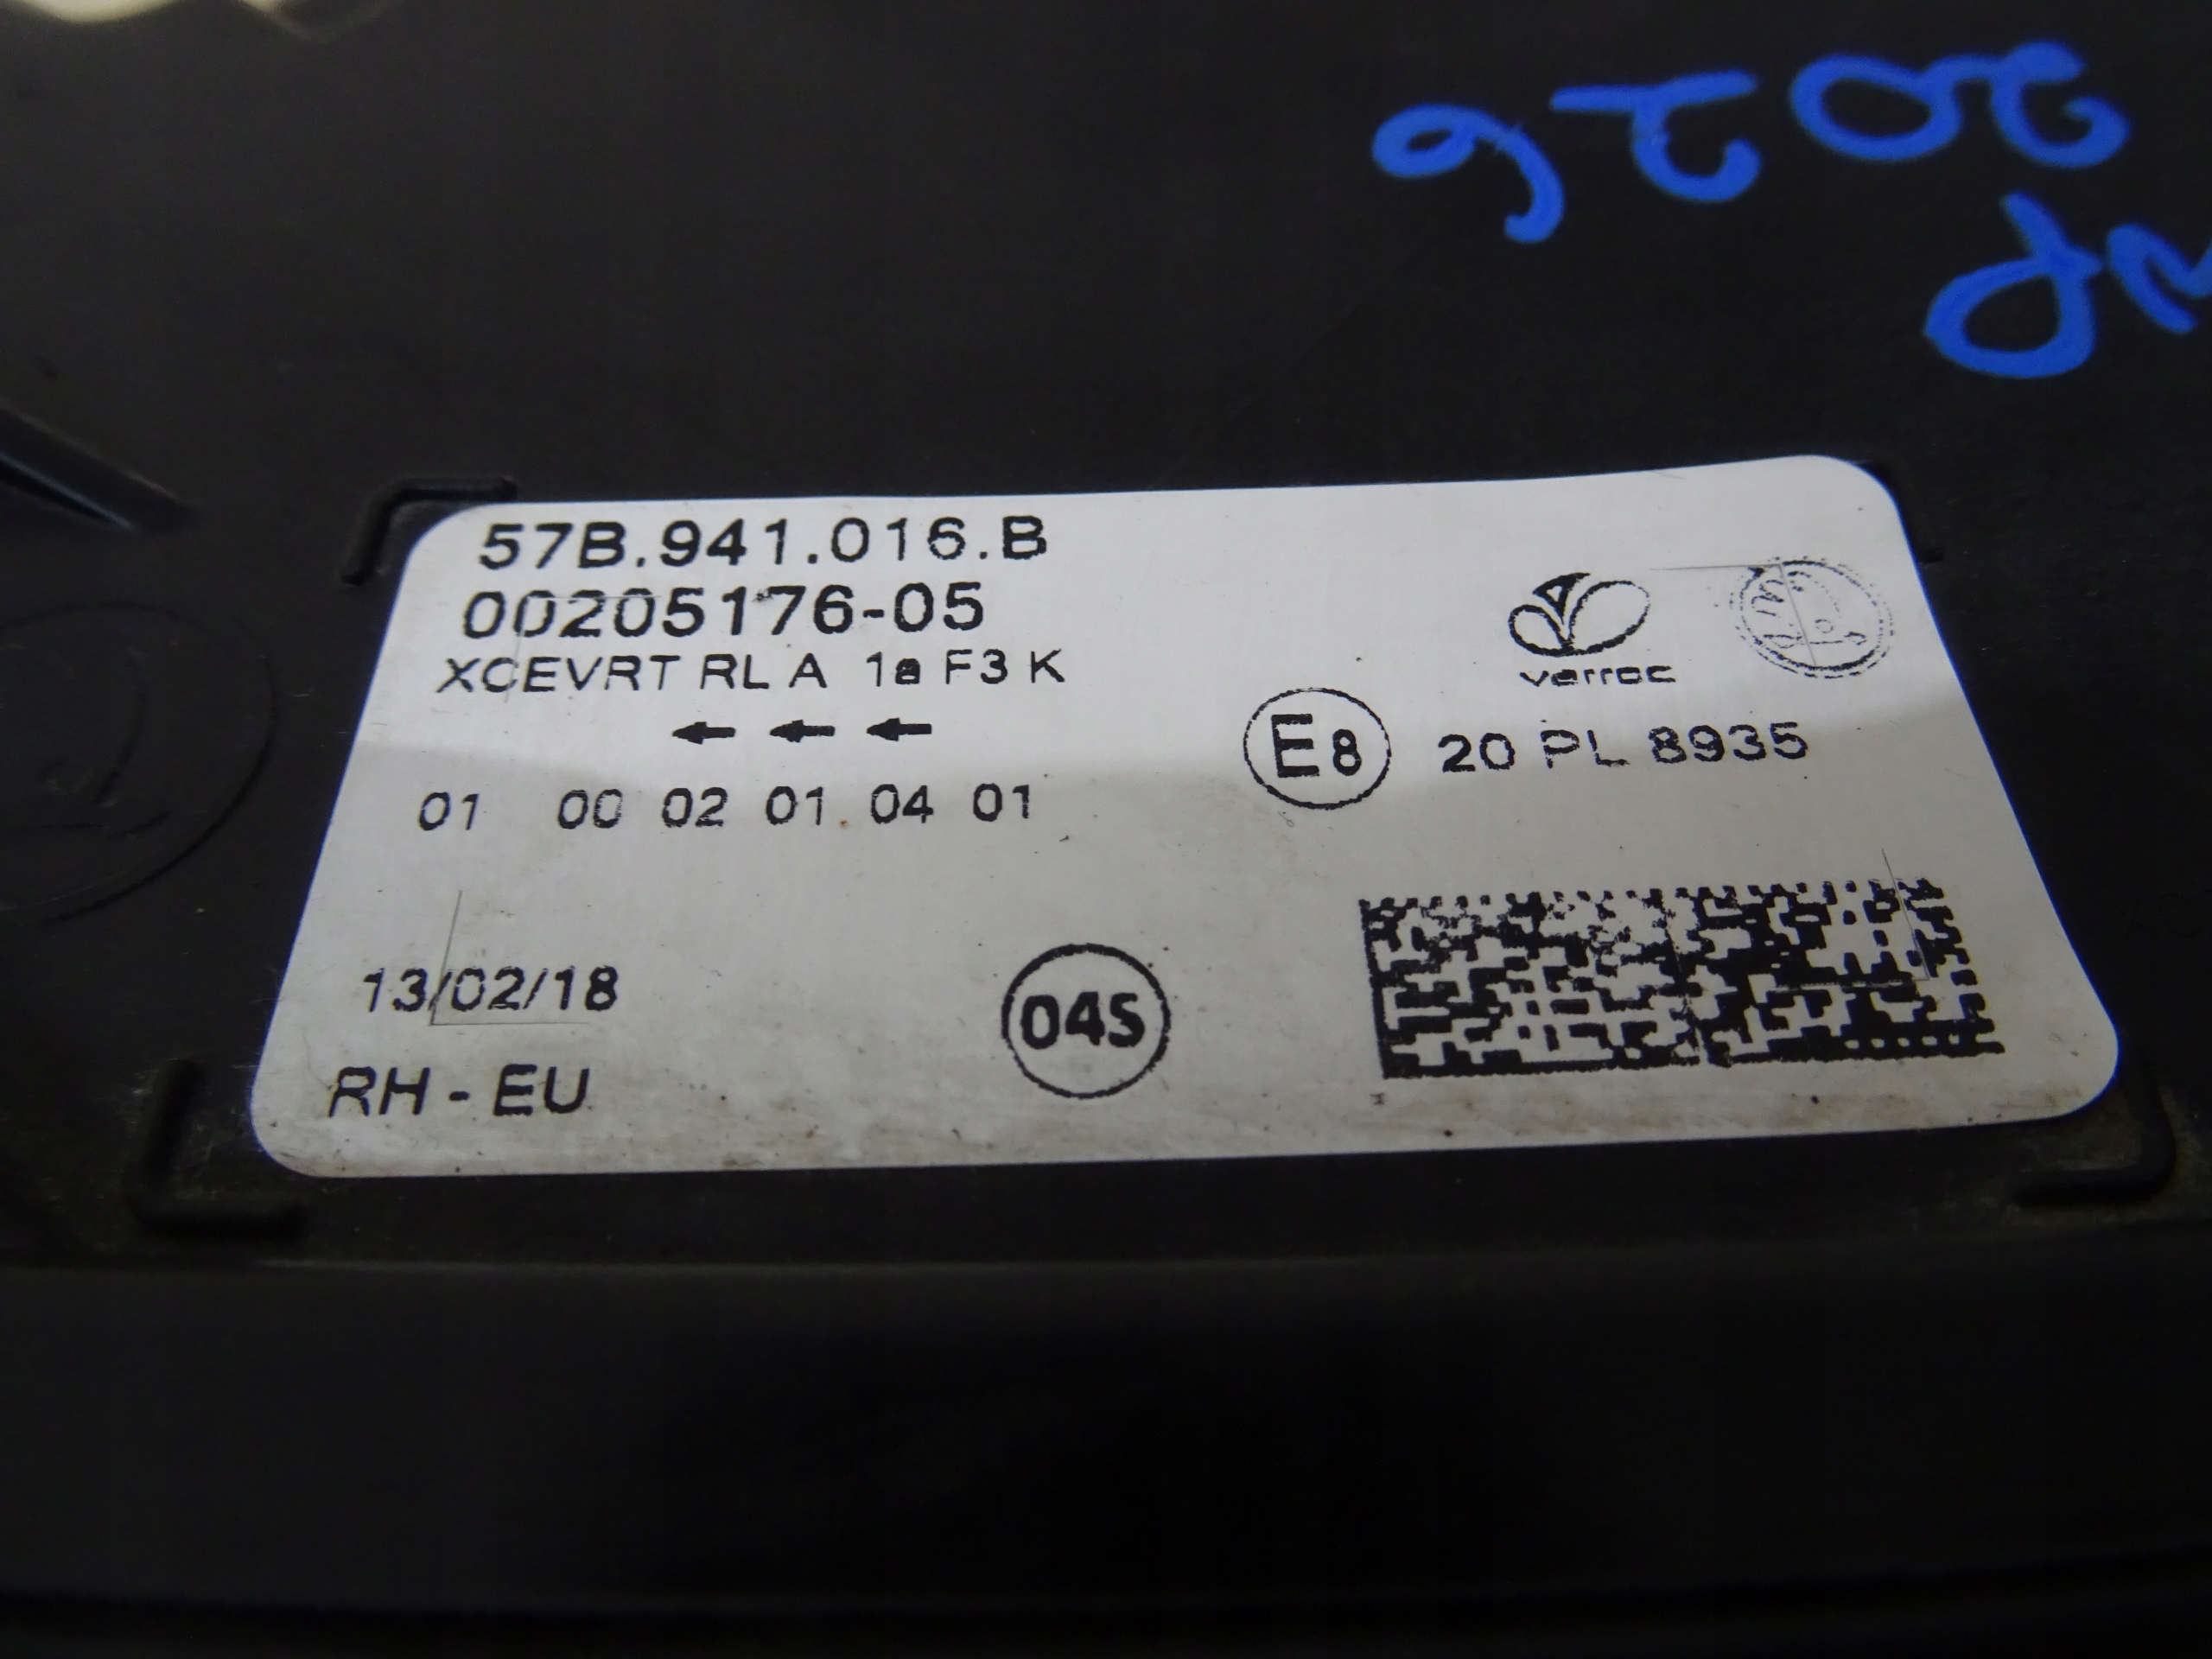 57B.941.016.B
00205176-05
XCEVRT RL A 1a F3 K
← ← ←
01 00 02 01 04 01
13/02/18
RH - EU
varroc
E8 20 PL 8935
04S